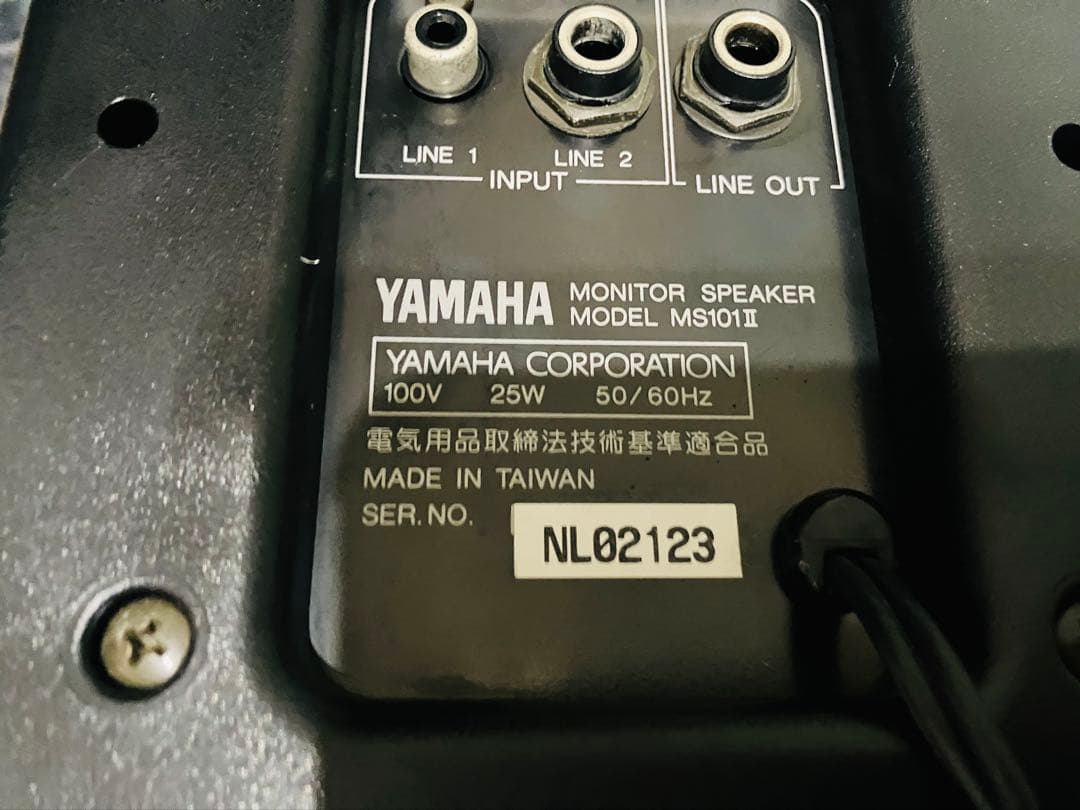 LINE 1 LINE 2
INPUT
LINE OUT
YAMAHA MONITOR SPEAKER
MODEL MS101II
YAMAHA CORPORATION
100V 25W 50/60Hz
電気用品取締法技術基準適合品
MADE IN TAIWAN
SER. NO. NL02123